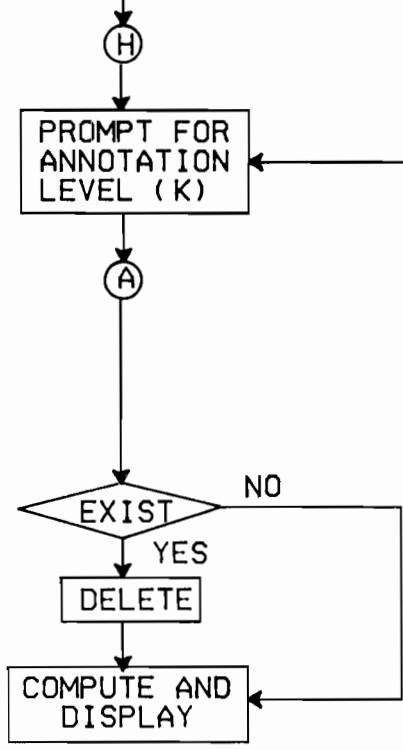 H
PROMPT FOR
ANNOTATION
LEVEL (K)
A
EXIST
NO
YES
DELETE
COMPUTE AND
DISPLAY